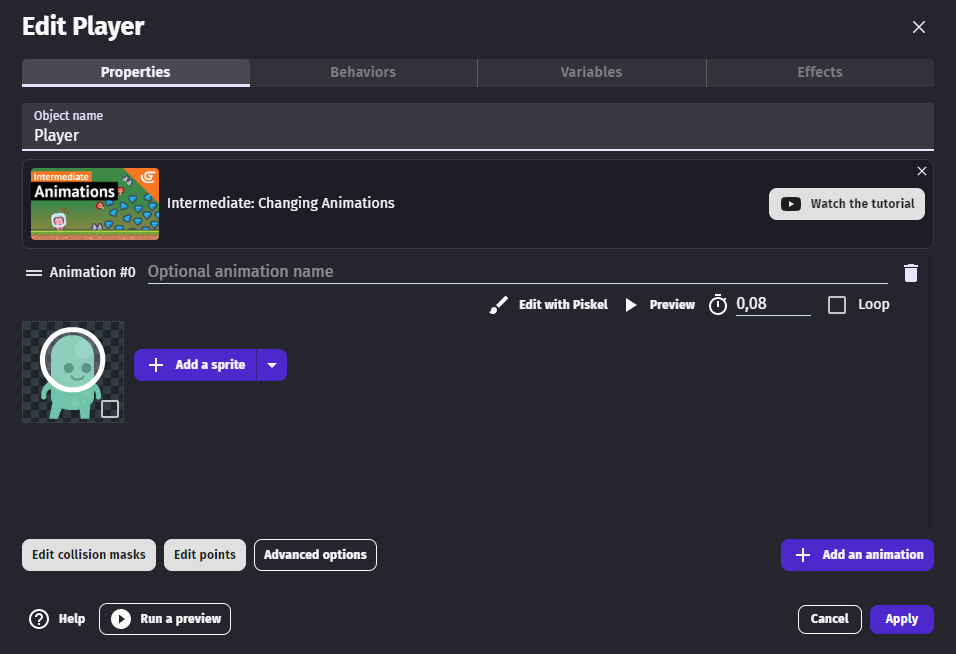 Edit Player
Properties
Behaviors
Variables
Effects
Object name
Player
Intermediate
Animations
Intermediate: Changing Animations
Watch the tutorial
Animation #0 Optional animation name
Edit with Piskel Preview 0,08 Loop
Add a sprite
Edit collision masks Edit points Advanced options Add an animation
Help Run a preview Cancel Apply